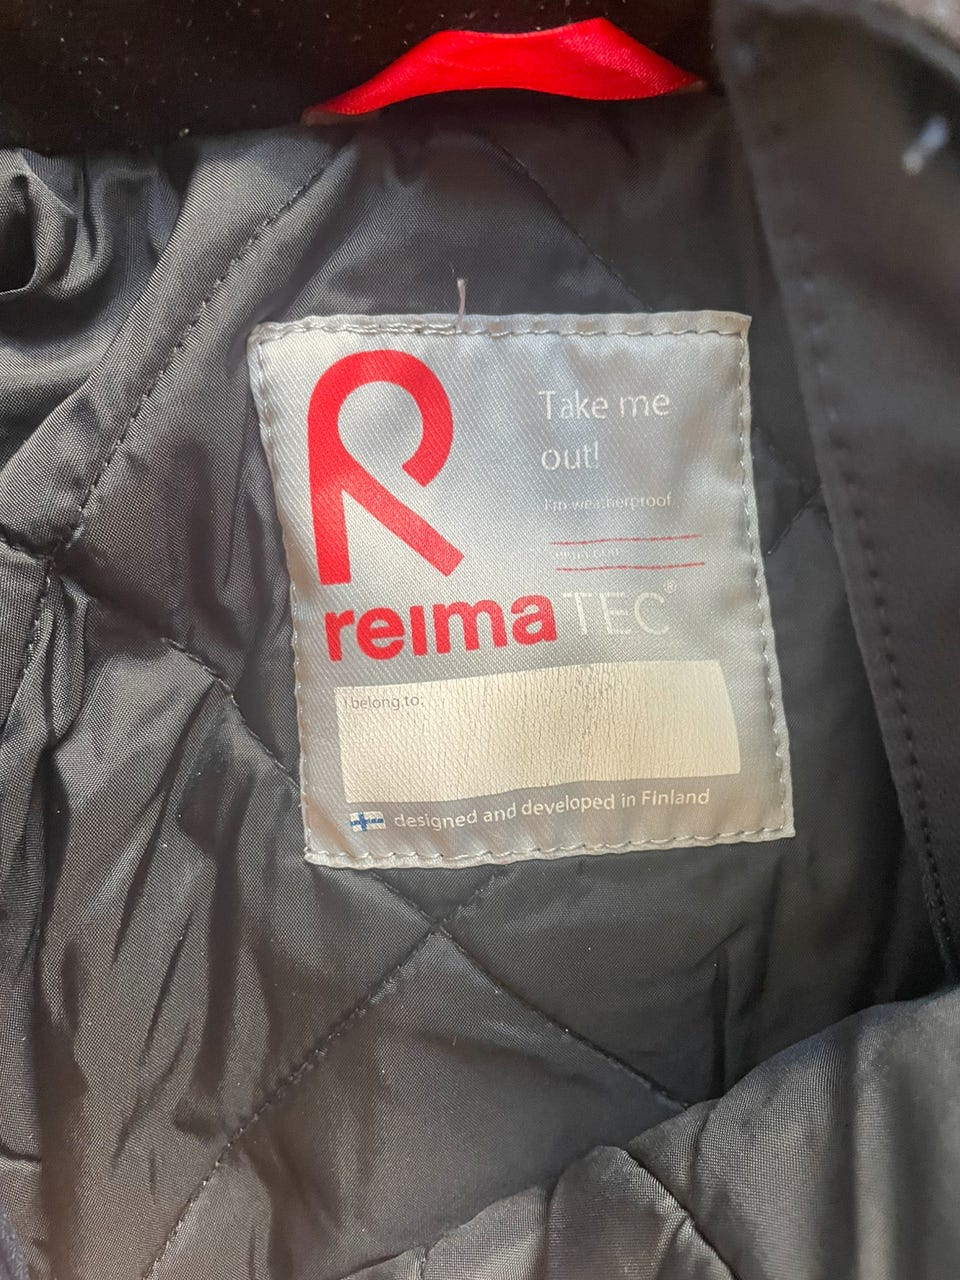 Take me
out!
I'm weatherproof
reima TEC®
I belong to:
designed and developed in Finland